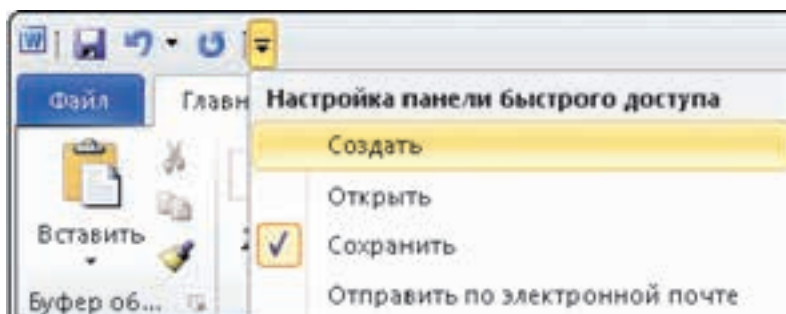 W
Файл Главн Настройка панели быстрого доступа
Создать
Открыть
Вставить
Сохранить
Буфер об... Отправить по электронной почте